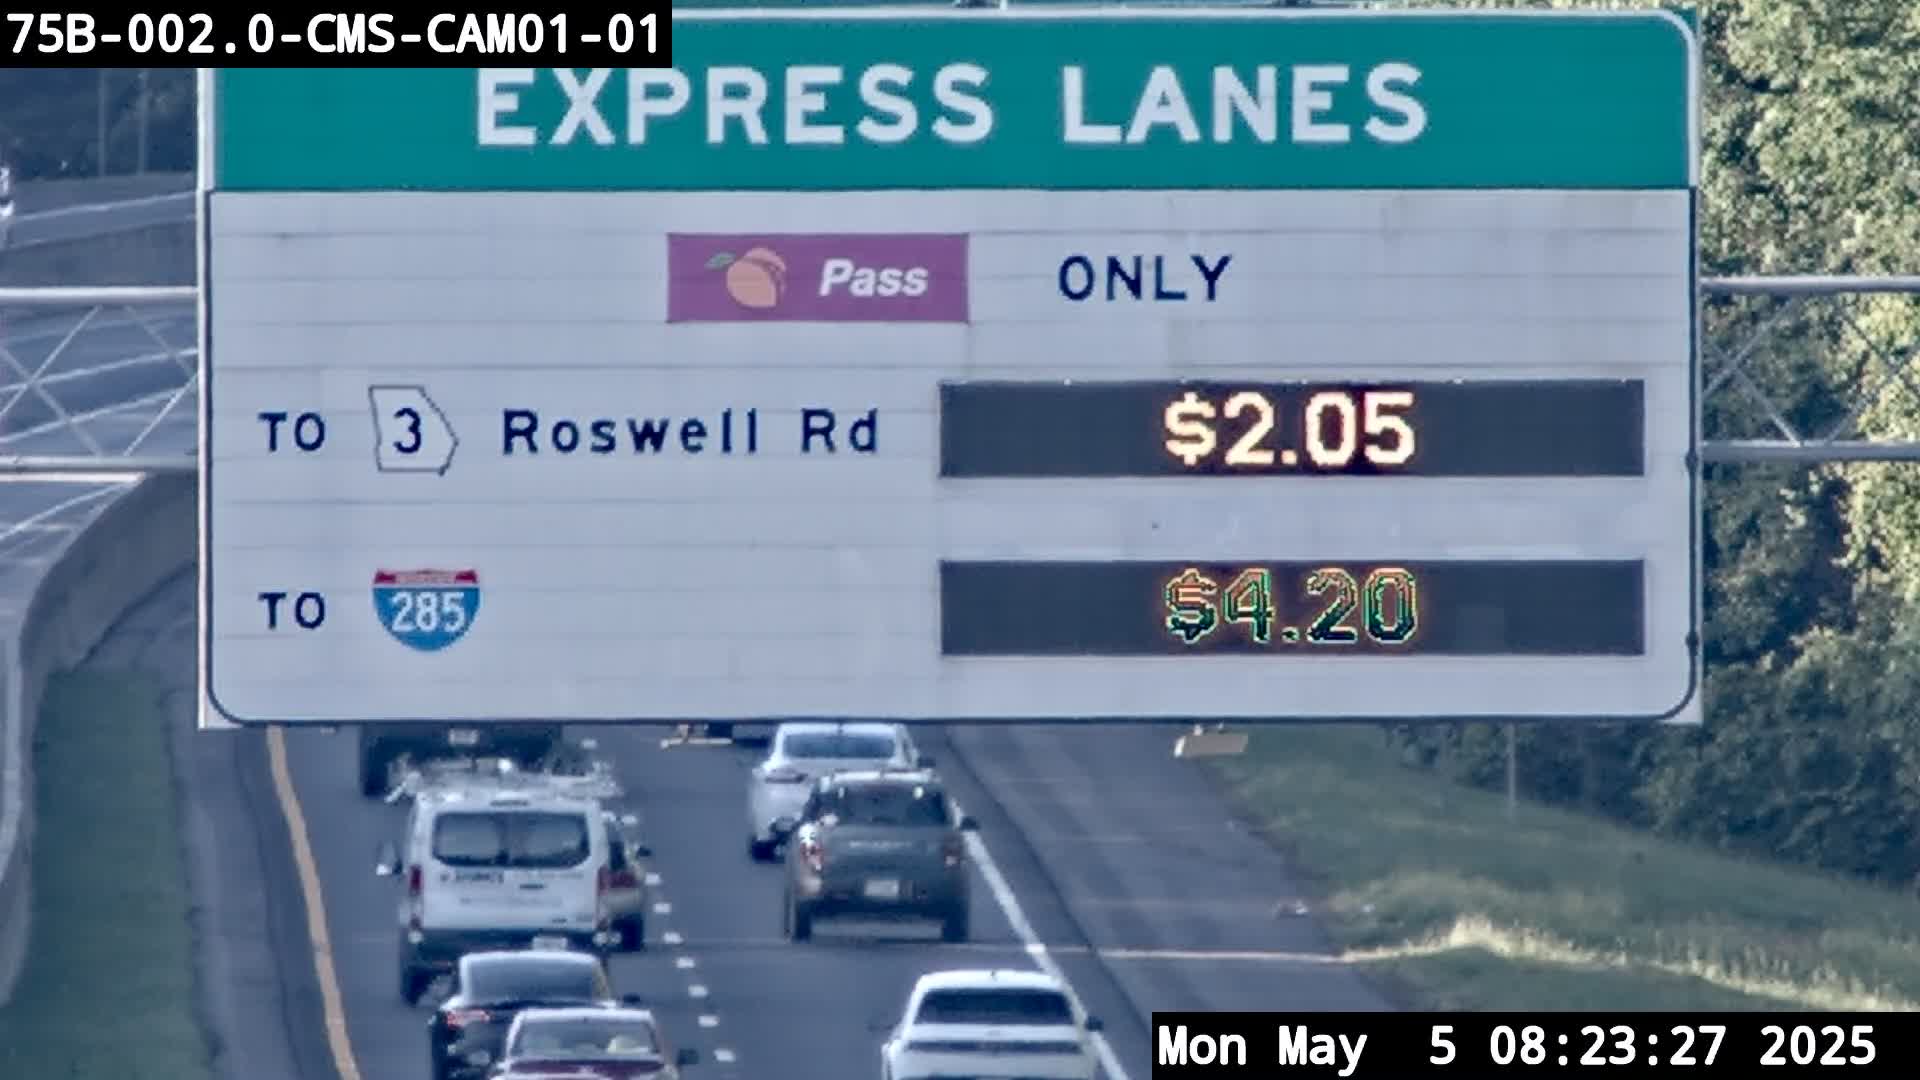 75B-002.0-CMS-CAM01-01
EXPRESS LANES
Pass ONLY
TO 3 Roswell Rd $2.05
TO 285 $4.20
Mon May 5 08:23:27 2025